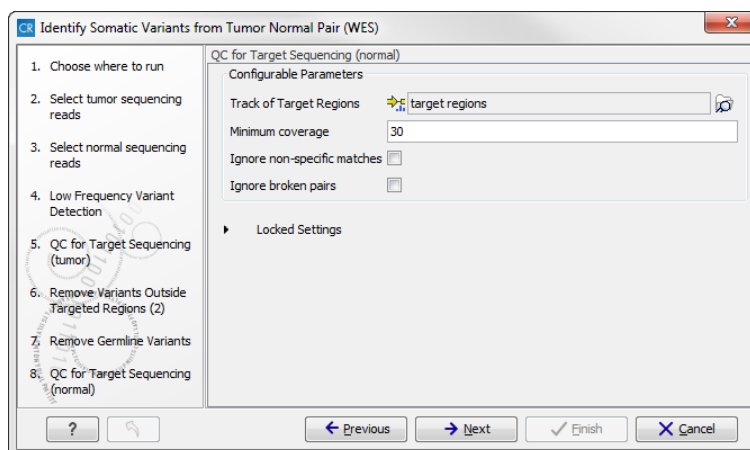 CR Identify Somatic Variants from Tumor Normal Pair (WES)
X
1. Choose where to run
2. Select tumor sequencing
reads
3. Select normal sequencing
reads
4. Low Frequency Variant
Detection
5. QC for Target Sequencing
(tumor)
6. Remove Variants Outside
Targeted Regions (2)
7. Remove Germline Variants
8. QC for Target Sequencing
(normal)
QC for Target Sequencing (normal)
Configurable Parameters
Track of Target Regions target regions
Minimum coverage 30
Ignore non-specific matches
Ignore broken pairs
Locked Settings
? Previous Next Finish Cancel